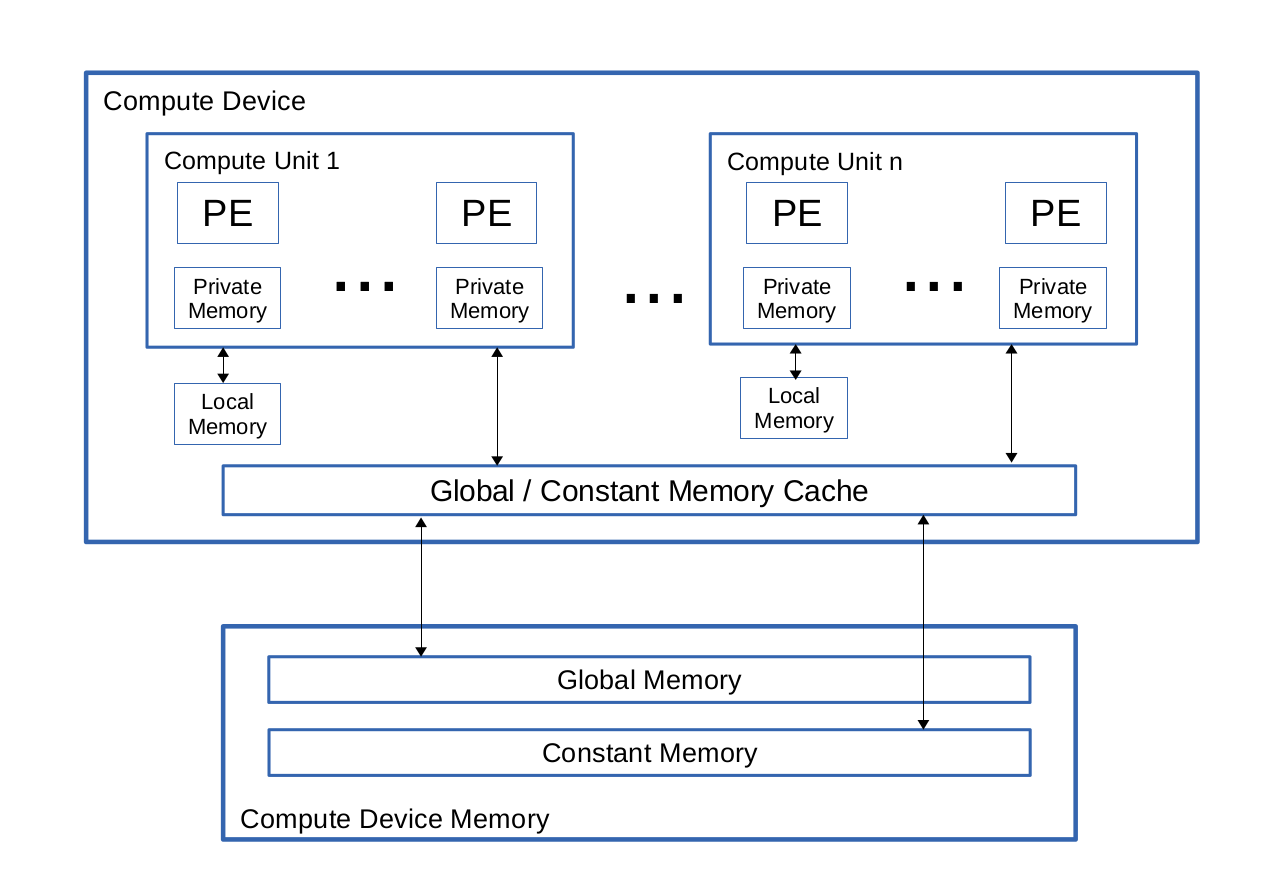 Compute Device
Compute Unit 1
PE
PE
Private
Memory
...
Private
Memory
Local
Memory
...
Compute Unit n
PE
PE
Private
Memory
...
Private
Memory
Local
Memory
Global / Constant Memory Cache
Global Memory
Constant Memory
Compute Device Memory